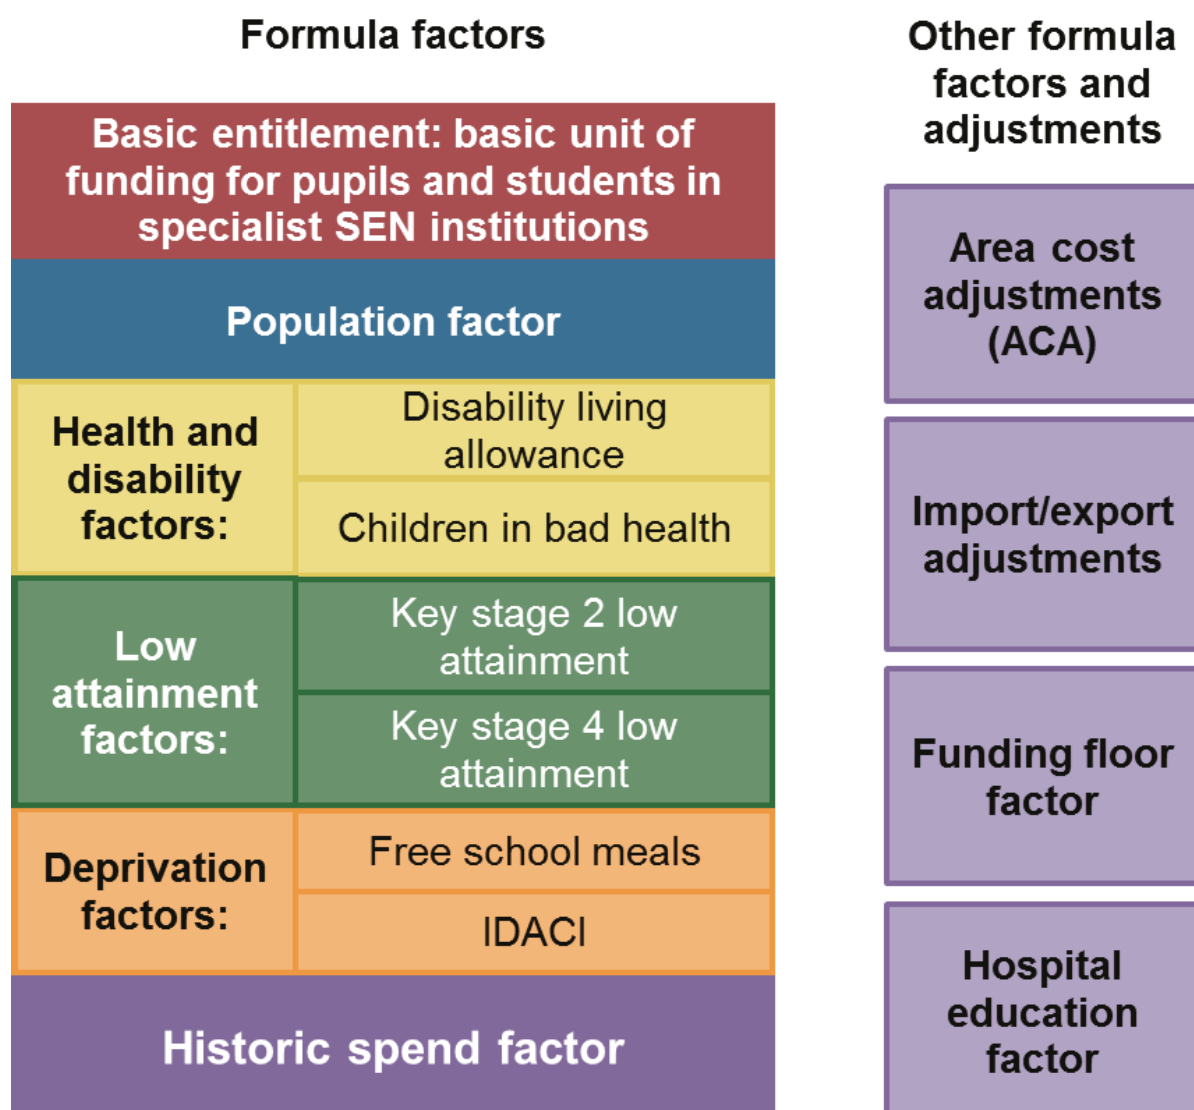 Formula factors
Basic entitlement: basic unit of
funding for pupils and students in
specialist SEN institutions
Population factor
Health and
disability
factors:
Disability living
allowance
Children in bad health
Low
attainment
factors:
Key stage 2 low
attainment
Key stage 4 low
attainment
Deprivation
factors:
Free school meals
IDACI
Historic spend factor
Other formula
factors and
adjustments
Area cost
adjustments
(ACA)
Import/export
adjustments
Funding floor
factor
Hospital
education
factor